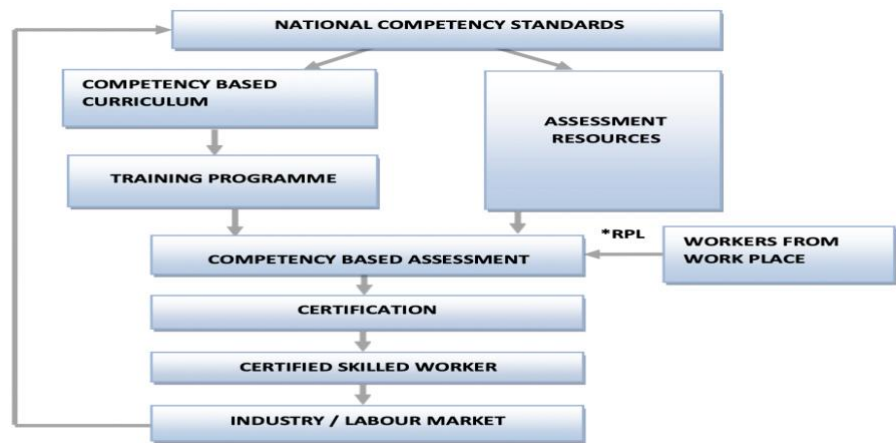 NATIONAL COMPETENCY STANDARDS
COMPETENCY BASED
CURRICULUM
ASSESSMENT
RESOURCES
TRAINING PROGRAMME
*RPL
WORKERS FROM
WORK PLACE
COMPETENCY BASED ASSESSMENT
CERTIFICATION
CERTIFIED SKILLED WORKER
INDUSTRY / LABOUR MARKET